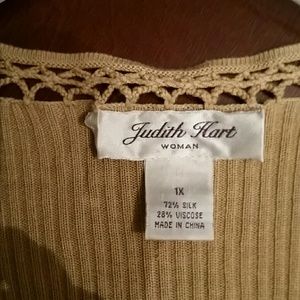 Judith Hart
WOMAN
1X
72% SILK
28% VISCOSE
MADE IN CHINA